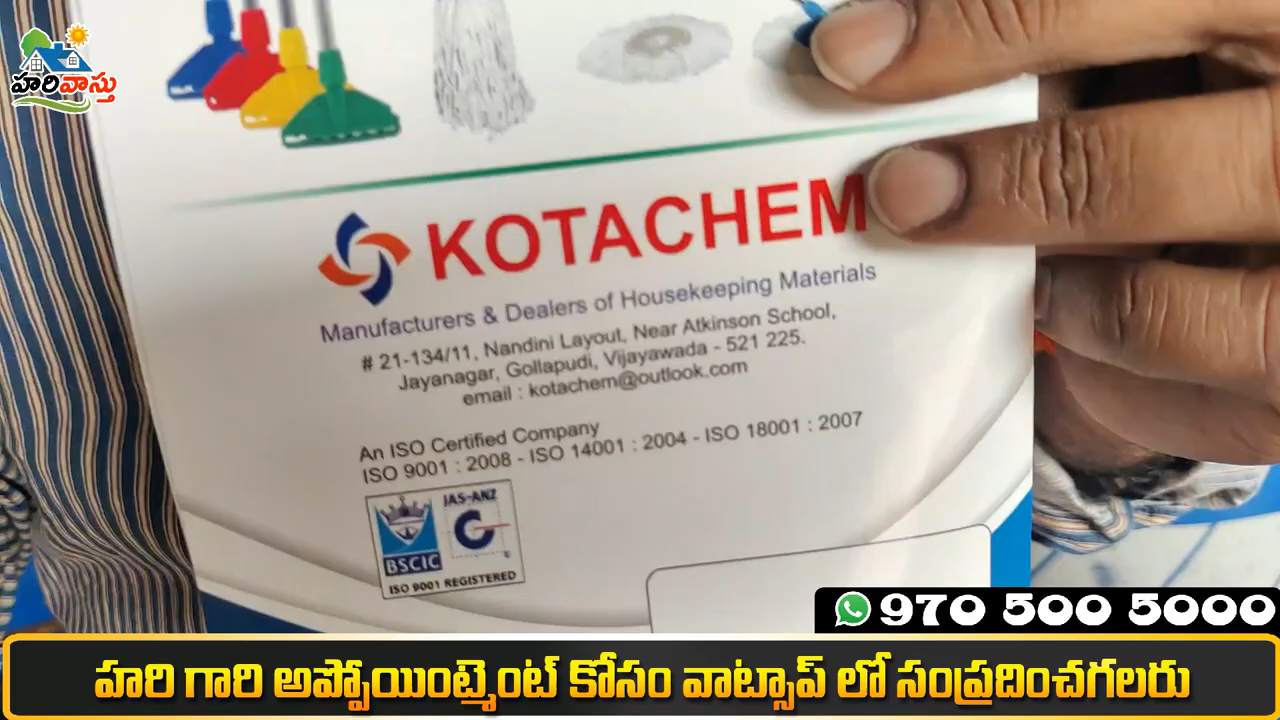 హరివాస్తు
KOTACHEM
Manufacturers & Dealers of Housekeeping Materials
# 21-134/11, Nandini Layout, Near Atkinson School,
Jayanagar, Gollapudi, Vijayawada - 521 225.
email : kotachem@outlook.com
An ISO Certified Company
ISO 9001 : 2008 - ISO 14001 : 2004 - ISO 18001 : 2007
JAS-ANZ
BSCIC
ISO 9001 REGISTERED
970 500 5000
హరి గారి అప్పోయింట్మెంట్ కోసం వాట్సాప్ లో సంప్రదించగలరు